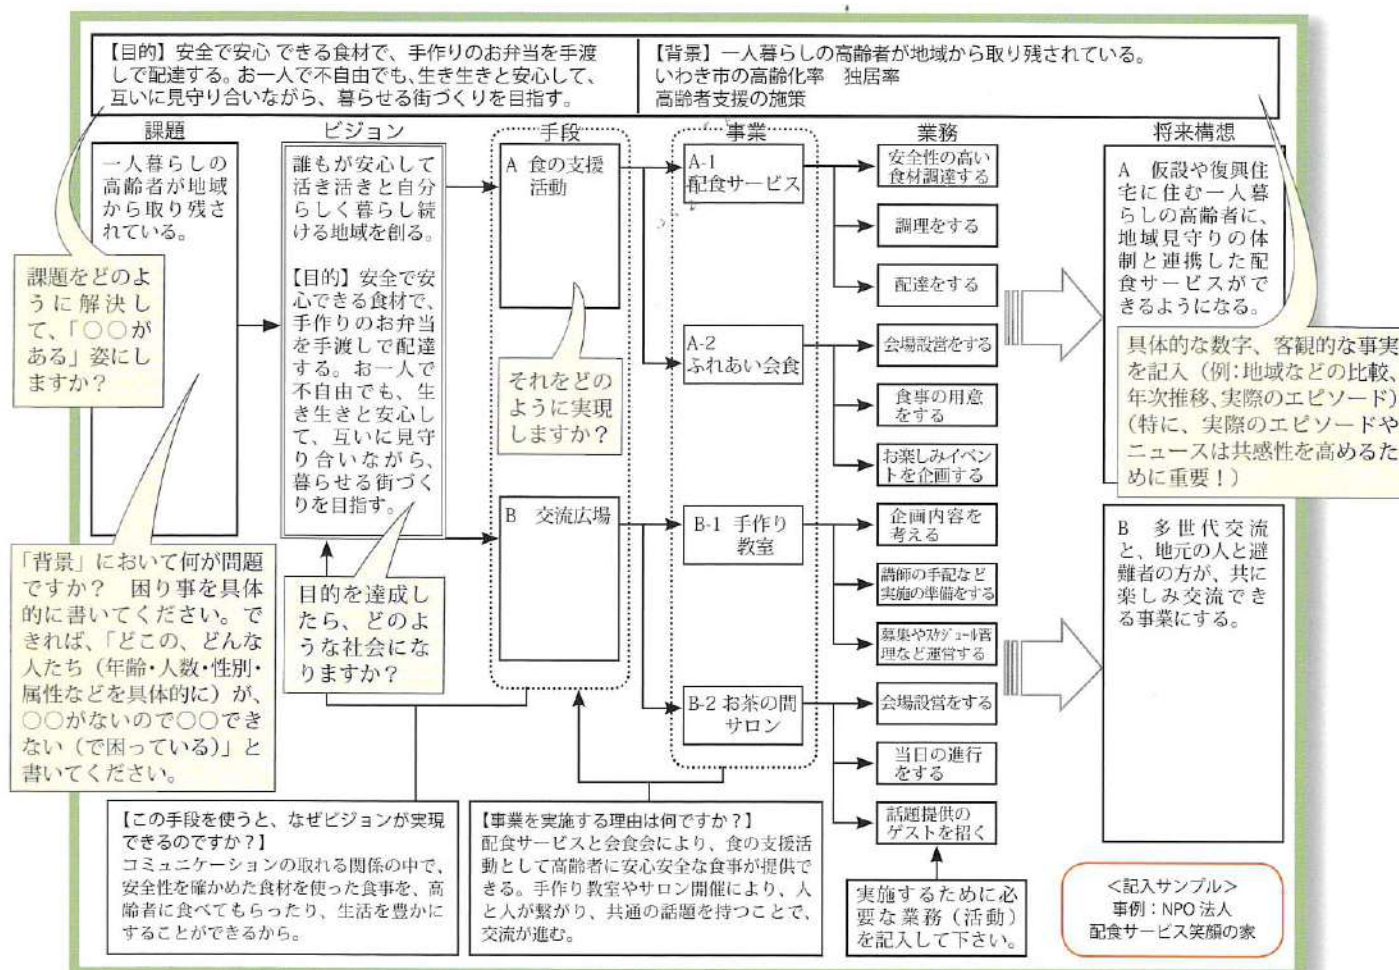 【目的】安全で安心 できる食材で、手作りのお弁当を手渡
しで配達する。お一人で不自由でも、生き生きと安心して、
互いに見守り合いながら、暮らせる街づくりを目指す。
【背景】一人暮らしの高齢者が地域から取り残されている。
いわき市の高齢化率　独居率
高齢者支援の施策
課題
ビジョン
手段
事業
業務
将来構想
一人暮らしの
高齢者が地域
から取り残さ
れている。
課題をどのよ
うに解決し
て、「○○が
ある」姿にし
ますか？
「背景」において何が問題
ですか？　困り事を具体
的に書いてください。で
きれば、「どこの、どんな
人たち（年齢・人数・性別・
属性などを具体的に）が、
○○がないので○○でき
ない（で困っている）」と
書いてください。
誰もが安心して
活き活きと自分
らしく暮らし続
ける地域を創る。
【目的】安全で安
心できる食材で、
手作りのお弁当
を手渡しで配達
する。お一人で
不自由でも、生
き生きと安心し
て、互いに見守
り合いながら、
暮らせる街づく
りを目指す。
目的を達成し
たら、どのよ
うな社会にな
りますか？
A 食の支援
活動
それをどの
ように実現
しますか？
B　交流広場
A-1
配食サービス
A-2
ふれあい会食
B-1 手作り
教室
B-2 お茶の間
サロン
安全性の高い
食材調達する
調理をする
配達をする
会場設営をする
食事の用意
をする
お楽しみイベン
トを企画する
企画内容を
考える
講師の手配など
実施の準備をする
募集やｽｹｼﾞｭｰﾙ管
理など運営する
会場設営をする
当日の進行
をする
話題提供の
ゲストを招く
実施するために必
要な業務（活動）
を記入して下さい。
A　仮設や復興住
宅に住む一人暮
らしの高齢者に、
地域見守りの体
制と連携した配
食サービスがで
きるようになる。
具体的な数字、客観的な事実
を記入（例：地域などの比較、
年次推移、実際のエピソード）
（特に、実際のエピソードや
ニュースは共感性を高めるた
めに重要！）
B　多世代交流
と、地元の人と避
難者の方が、共に
楽しみ交流でき
る事業にする。
【この手段を使うと、なぜビジョンが実現
できるのですか？】
コミュニケーションの取れる関係の中で、
安全性を確かめた食材を使った食事を、高
齢者に食べてもらったり、生活を豊かに
することができるから。
【事業を実施する理由は何ですか？】
配食サービスと会食会により、食の支援活
動として高齢者に安心安全な食事が提供で
きる。手作り教室やサロン開催により、人
と人が繋がり、共通の話題を持つことで、
交流が進む。
＜記入サンプル＞
事例：NPO 法人
配食サービス笑顔の家